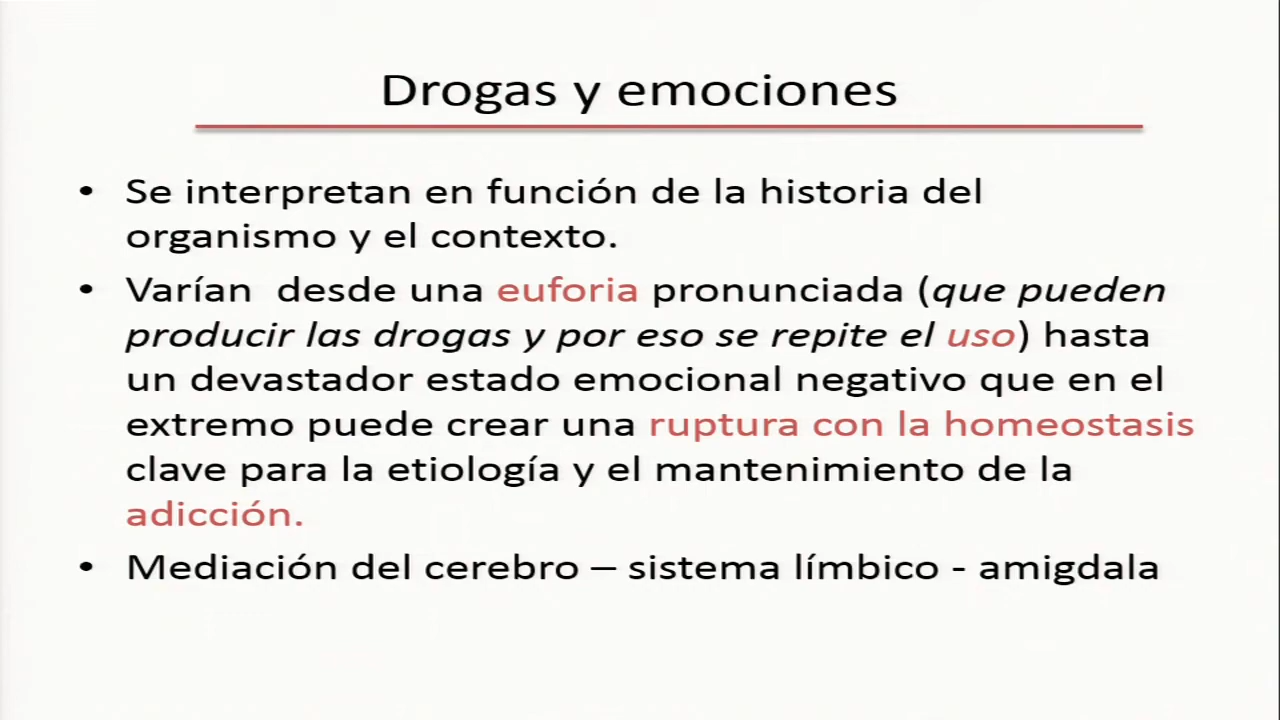 Drogas y emociones
• Se interpretan en función de la historia del
organismo y el contexto.
• Varían desde una euforia pronunciada (que pueden
producir las drogas y por eso se repite el uso) hasta
un devastador estado emocional negativo que en el
extremo puede crear una ruptura con la homeostasis
clave para la etiología y el mantenimiento de la
adicción.
• Mediación del cerebro – sistema límbico - amigdala